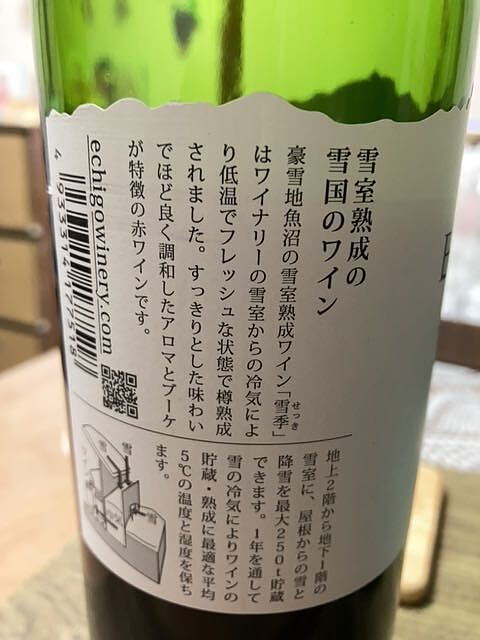 雪室熟成の
雪国のワイン
豪雪地魚沼の雪室熟成ワイン「雪季」
せっき
はワイナリーの雪室からの冷気によ
り低温でフレッシュな状態で樽熟成
されました。すっきりとした味わい
でほど良く調和したアロマとブーケ
が特徴の赤ワインです。
echigowinery.com
4 933314 177518
地上2階から地下1階の
雪室に、屋根からの雪と
降雪を最大250t貯蔵
できます。1年を通して
雪の冷気によりワインの
貯蔵・熟成に最適な平均
5℃の温度と湿度を保ち
ます。
雪
雪
雪